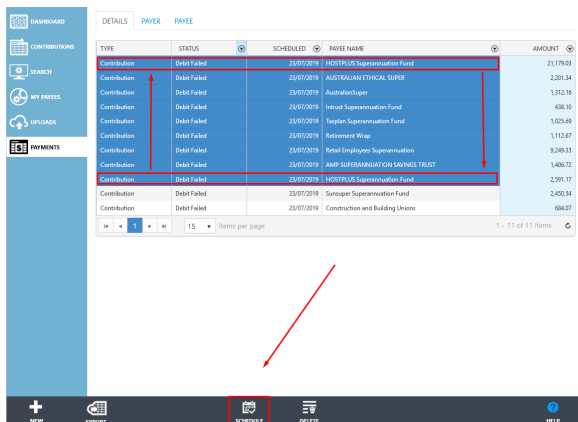 DASHBOARD
CONTRIBUTIONS
SEARCH
MY PAYEES
UPLOADS
PAYMENTS
DETAILS PAYER PAYEE
TYPE STATUS SCHEDULED PAYEE NAME AMOUNT
Contribution Debit Failed 23/07/2019 HOSTPLUS Superannuation Fund 21,179.03
Contribution Debit Failed 23/07/2019 AUSTRALIAN ETHICAL SUPER 2,201.34
Contribution Debit Failed 23/07/2019 AustralianSuper 1,312.16
Contribution Debit Failed 23/07/2019 Intrust Superannuation Fund 438.10
Contribution Debit Failed 23/07/2019 Tasplan Superannuation Fund 1,025.69
Contribution Debit Failed 23/07/2019 Retirement Wrap 1,112.67
Contribution Debit Failed 23/07/2019 Retail Employees Superannuation 9,249.33
Contribution Debit Failed 23/07/2019 AMP SUPERANNUATION SAVINGS TRUST 1,406.72
Contribution Debit Failed 23/07/2019 HOSTPLUS Superannuation Fund 2,591.17
Contribution Debit Failed 23/07/2019 Sunsuper Superannuation Fund 2,450.54
Contribution Debit Failed 23/07/2019 Construction and Building Unions 684.07
1 15 items per page 1 - 11 of 11 items
NEW EXPORT SCHEDULE DELETE HELP